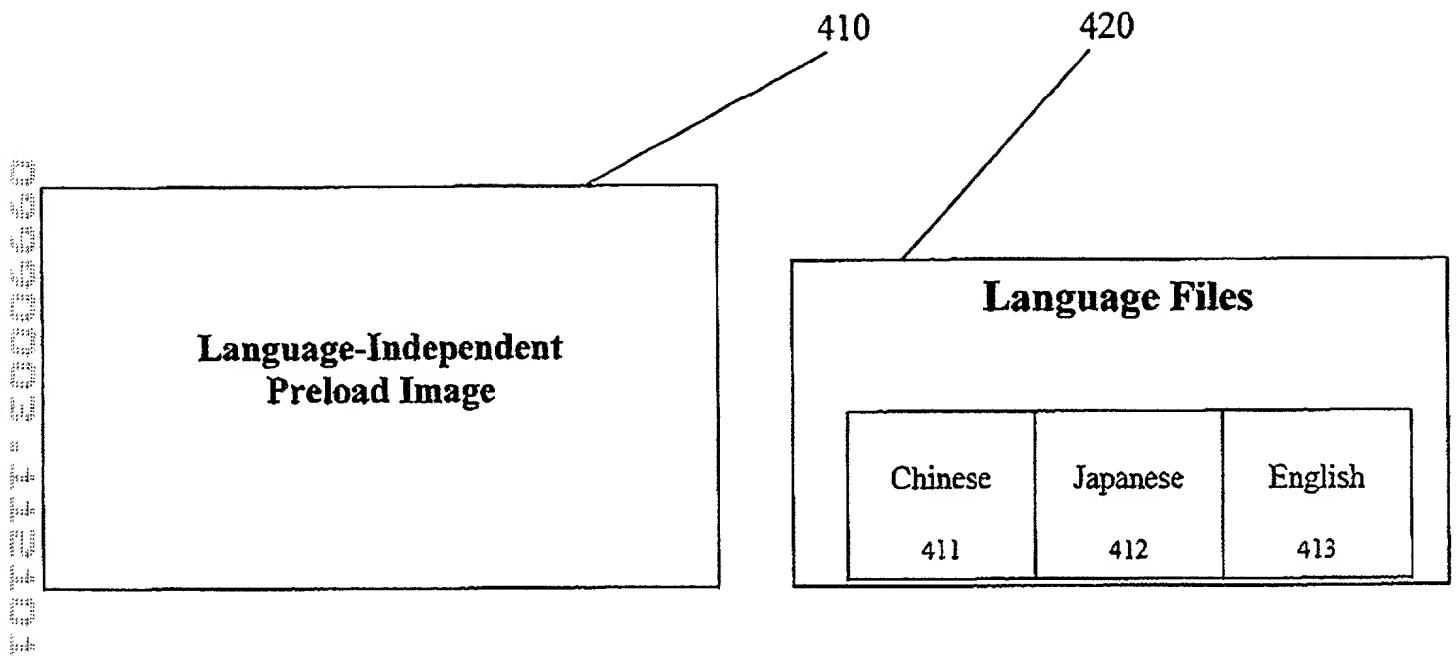 410
420
Language-Independent
Preload Image
Language Files
Chinese
Japanese
English
411
412
413